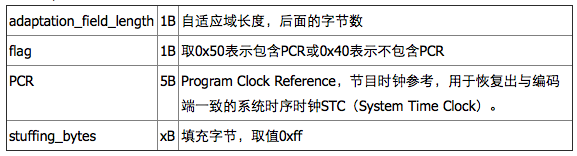 adaptation_field_length 1B 自适应域长度，后面的字节数
flag 1B 取0x50表示包含PCR或0x40表示不包含PCR
PCR 5B Program Clock Reference，节目时钟参考，用于恢复出与编码
端一致的系统时序时钟STC（System Time Clock）。
stuffing_bytes xB 填充字节，取值0xff